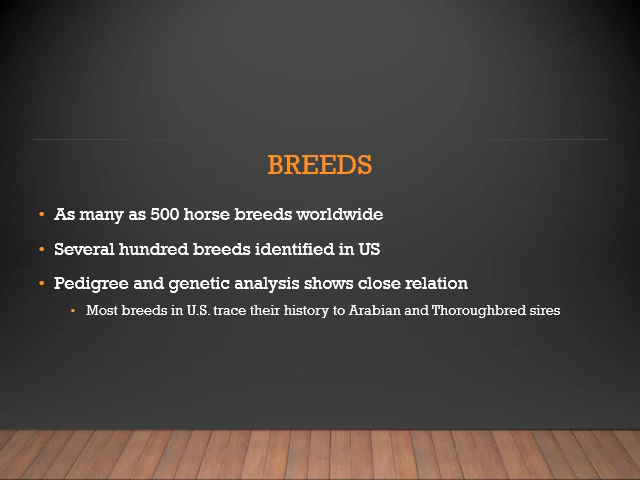 BREEDS
• As many as 500 horse breeds worldwide
• Several hundred breeds identified in US
• Pedigree and genetic analysis shows close relation
• Most breeds in U.S. trace their history to Arabian and Thoroughbred sires